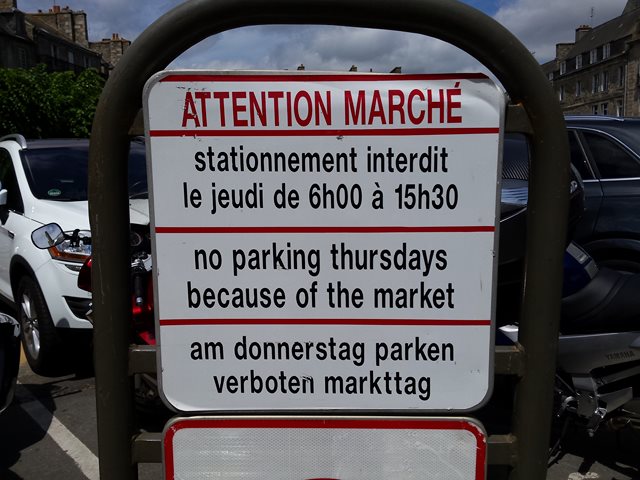 ATTENTION MARCHÉ
stationnement interdit
le jeudi de 6h00 à 15h30
no parking thursdays
because of the market
am donnerstag parken
verboten markttag
YAMAHA